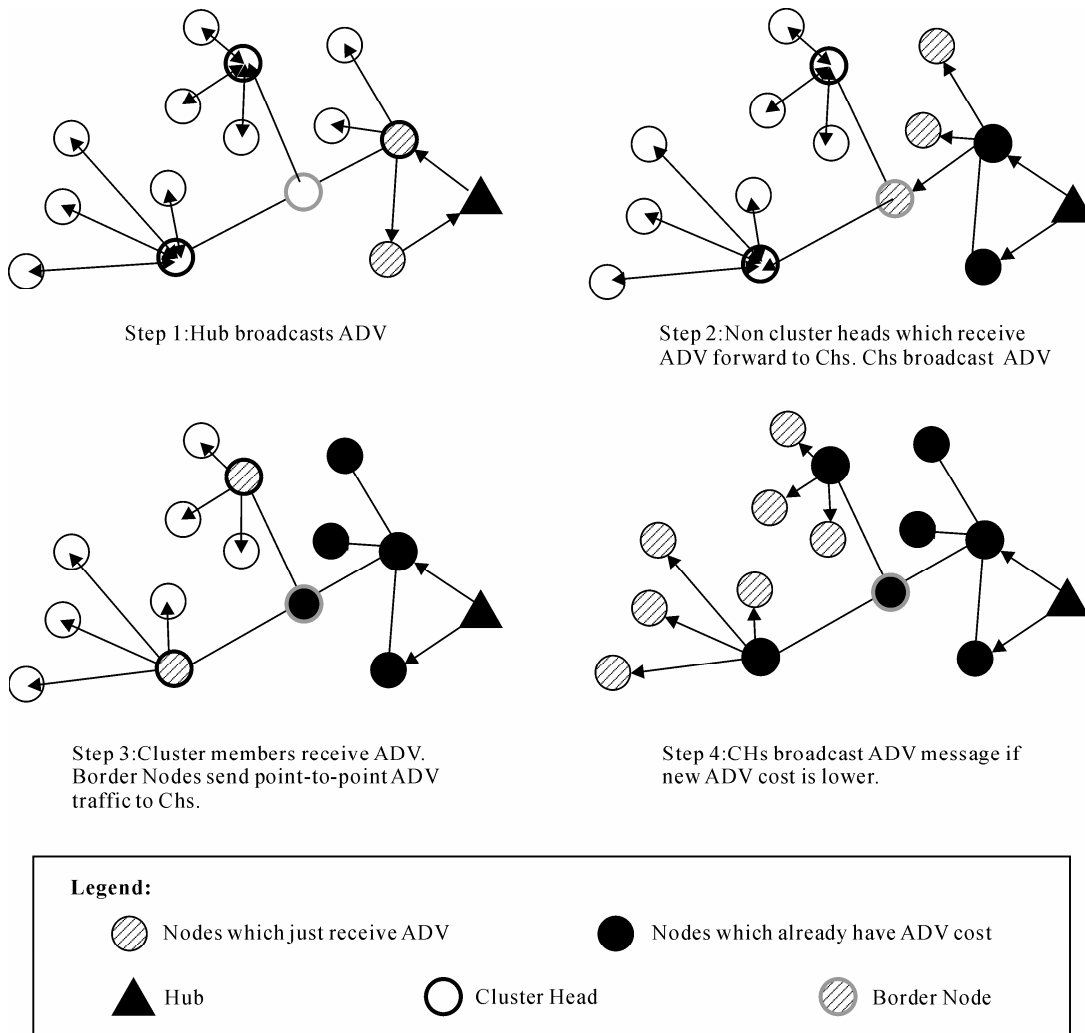 Step 1:Hub broadcasts ADV
Step 2:Non cluster heads which receive
ADV forward to Chs. Chs broadcast ADV
Step 3:Cluster members receive ADV.
Border Nodes send point-to-point ADV
traffic to Chs.
Step 4:CHs broadcast ADV message if
new ADV cost is lower.
Legend:
Nodes which just receive ADV
Nodes which already have ADV cost
Hub
Cluster Head
Border Node